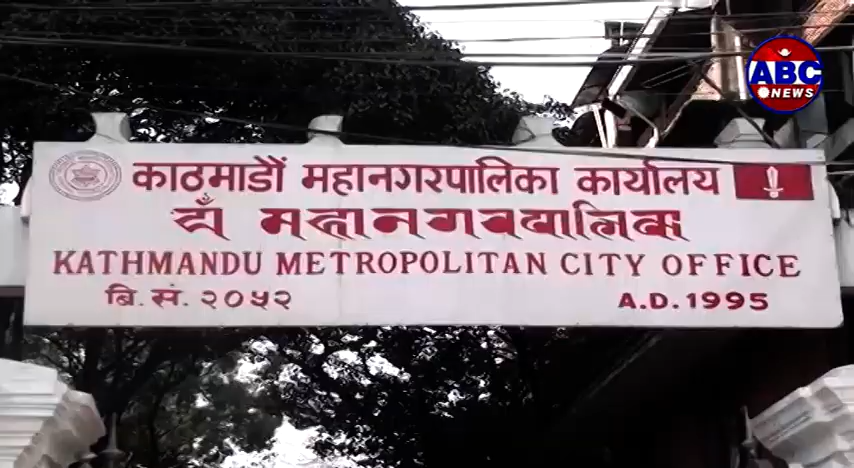 ABC
NEWS
काठमाडौं महानगरपालिका कार्यालय
KATHMANDU METROPOLITAN CITY OFFICE
बि. सं. २०५२
A.D. 1995